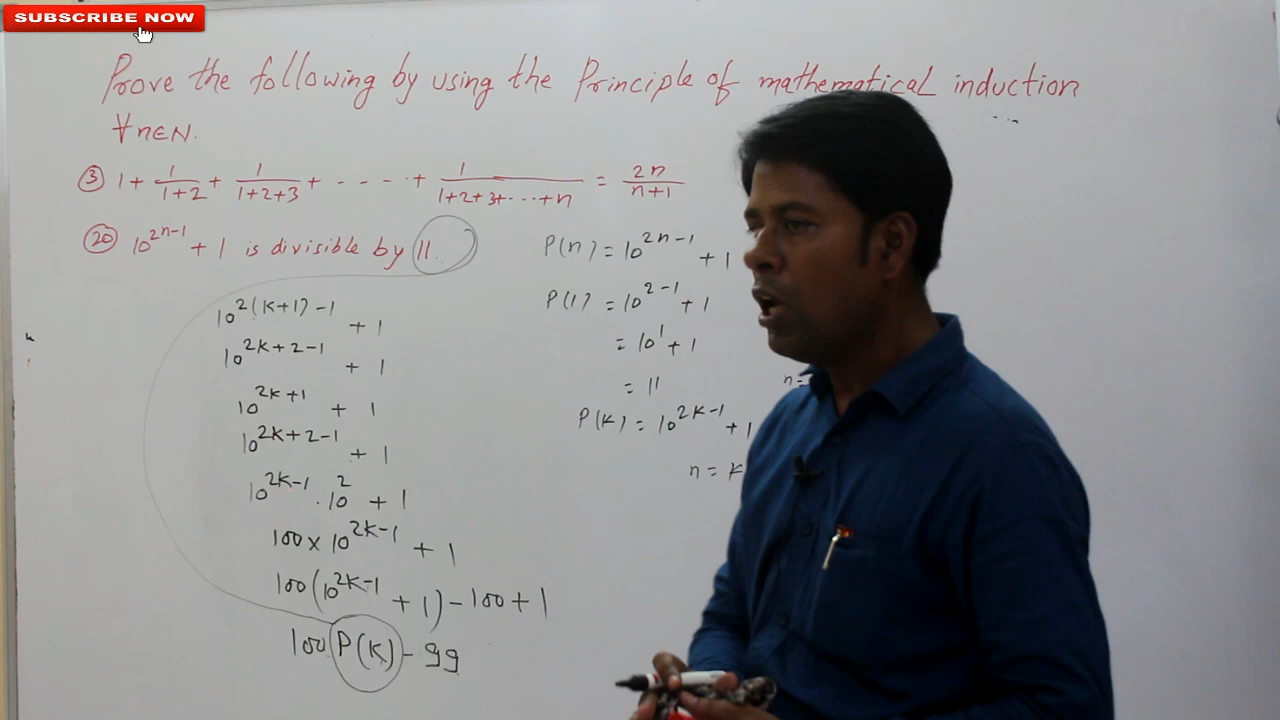 SUBSCRIBE NOW
Prove the following by using the Principle of mathematical induction
∀ n∈N.
③ 1 + 1/(1+2) + 1/(1+2+3) + - - - - + 1/(1+2+3+...+n) = 2n/(n+1)
⑳ 10^(2n-1) + 1 is divisible by 11.
10^(2(k+1)-1) + 1
10^(2k+2-1) + 1
10^(2k+1) + 1
10^(2k+2-1) + 1
10^(2k-1) . 10^2 + 1
100 x 10^(2k-1) + 1
100(10^(2k-1) + 1) - 100 + 1
100 P(k) - 99
P(n) = 10^(2n-1) + 1
P(1) = 10^(2-1) + 1
= 10^1 + 1
= 11
n=
P(k) = 10^(2k-1) + 1
n = k